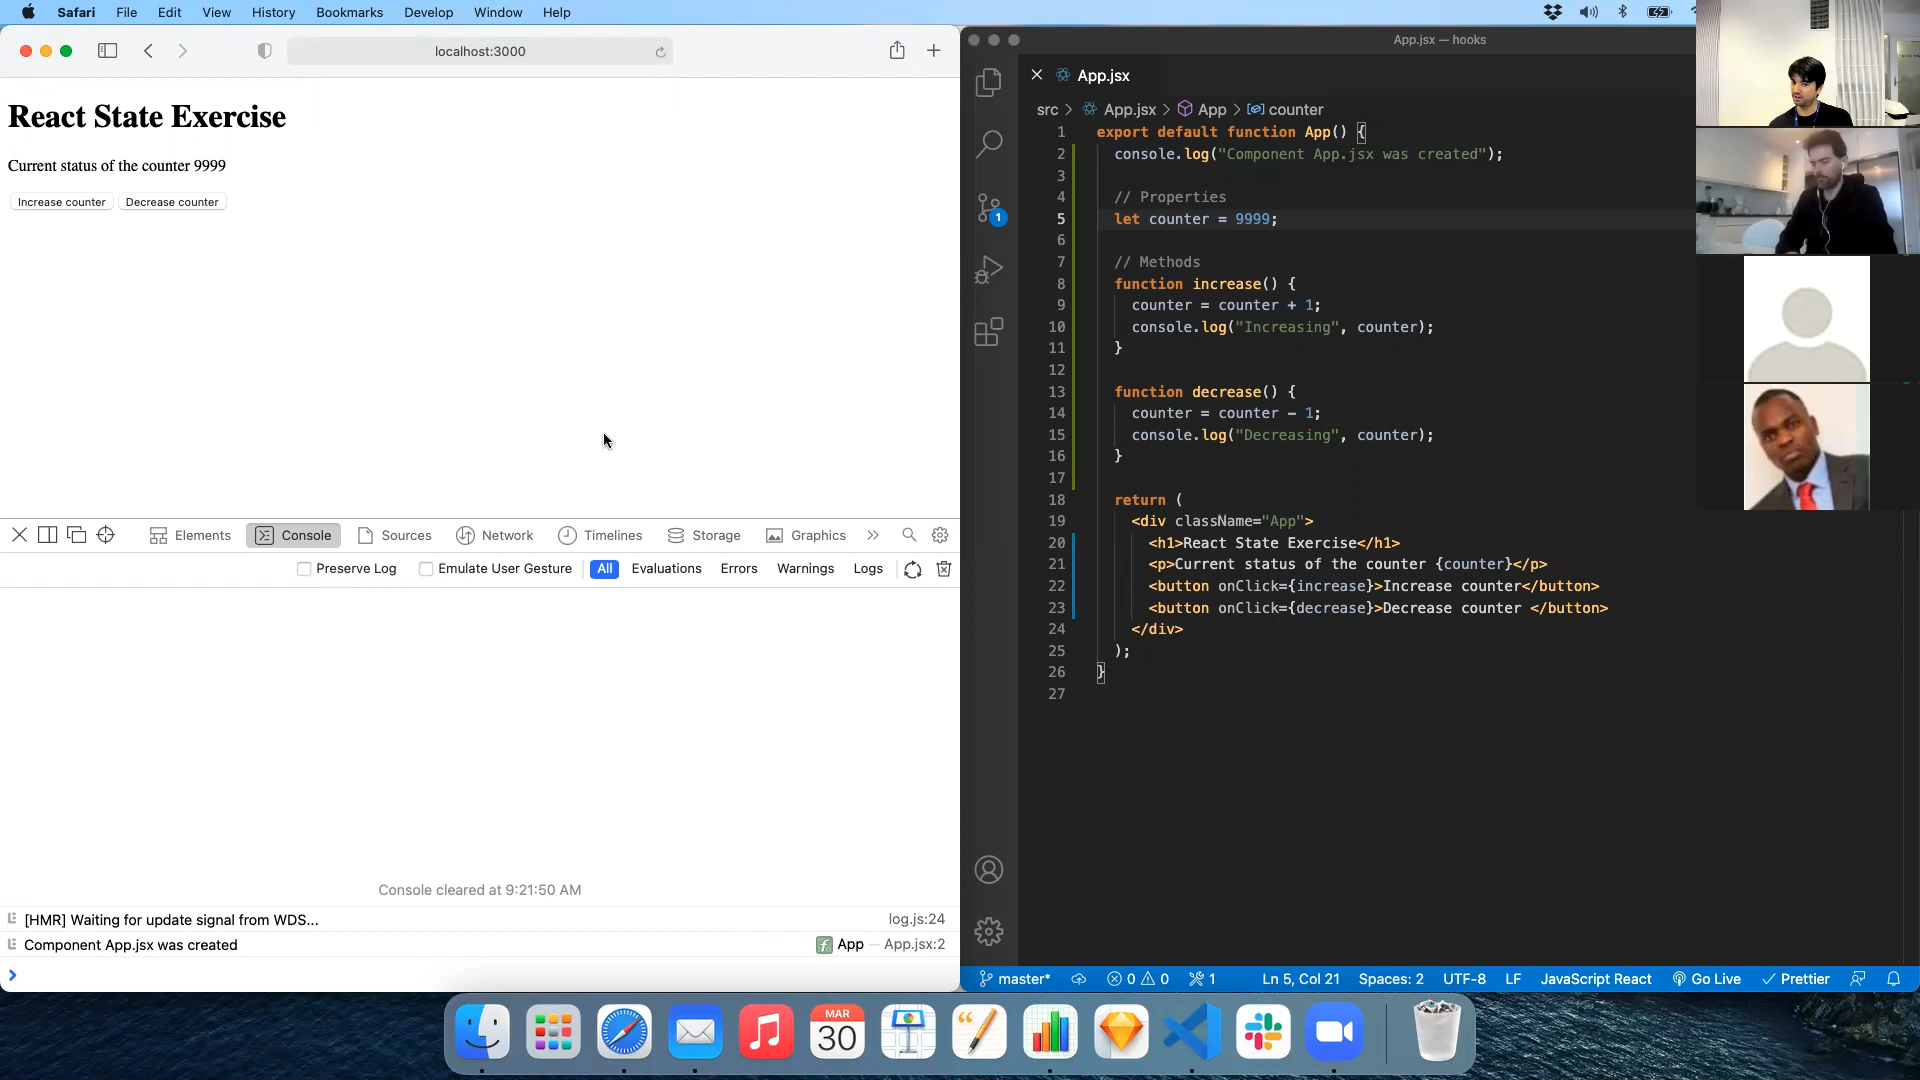 Safari File Edit View History Bookmarks Develop Window Help
localhost:3000
React State Exercise
Current status of the counter 9999
Increase counter Decrease counter
Elements Console Sources Network Timelines Storage Graphics
Preserve Log Emulate User Gesture All Evaluations Errors Warnings Logs
Console cleared at 9:21:50 AM
[HMR] Waiting for update signal from WDS... log.js:24
Component App.jsx was created f App — App.jsx:2
App.jsx — hooks
App.jsx
src > App.jsx > App > counter
1 export default function App() {
2 console.log("Component App.jsx was created");
3
4 // Properties
5 let counter = 9999;
6
7 // Methods
8 function increase() {
9 counter = counter + 1;
10 console.log("Increasing", counter);
11 }
12
13 function decrease() {
14 counter = counter - 1;
15 console.log("Decreasing", counter);
16 }
17
18 return (
19 <div className="App">
20 <h1>React State Exercise</h1>
21 <p>Current status of the counter {counter}</p>
22 <button onClick={increase}>Increase counter</button>
23 <button onClick={decrease}>Decrease counter </button>
24 </div>
25 );
26 }
27
1
master* 0 0 1 Ln 5, Col 21 Spaces: 2 UTF-8 LF JavaScript React Go Live Prettier
MAR
30